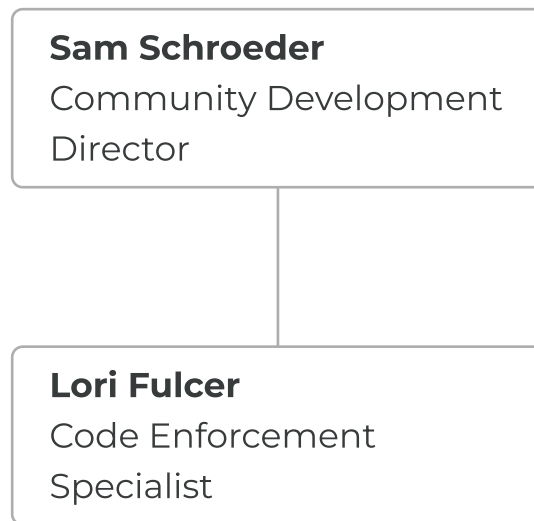 Sam Schroeder
Community Development
Director
Lori Fulcer
Code Enforcement
Specialist